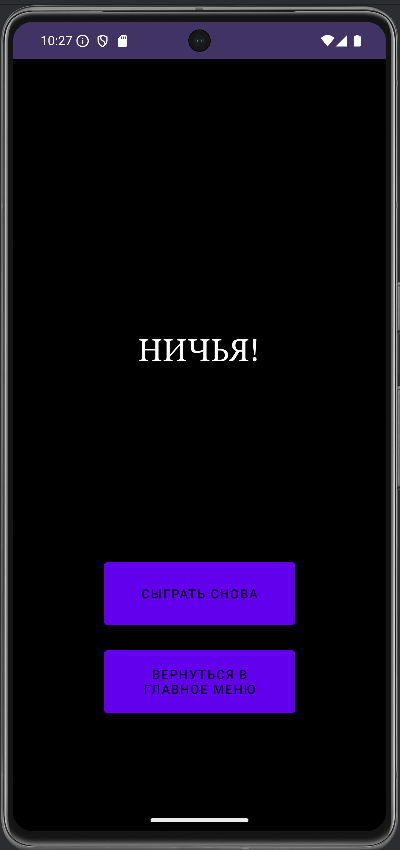 10:27
НИЧЬЯ!
СЫГРАТЬ СНОВА
ВЕРНУТЬСЯ В
ГЛАВНОЕ МЕНЮ